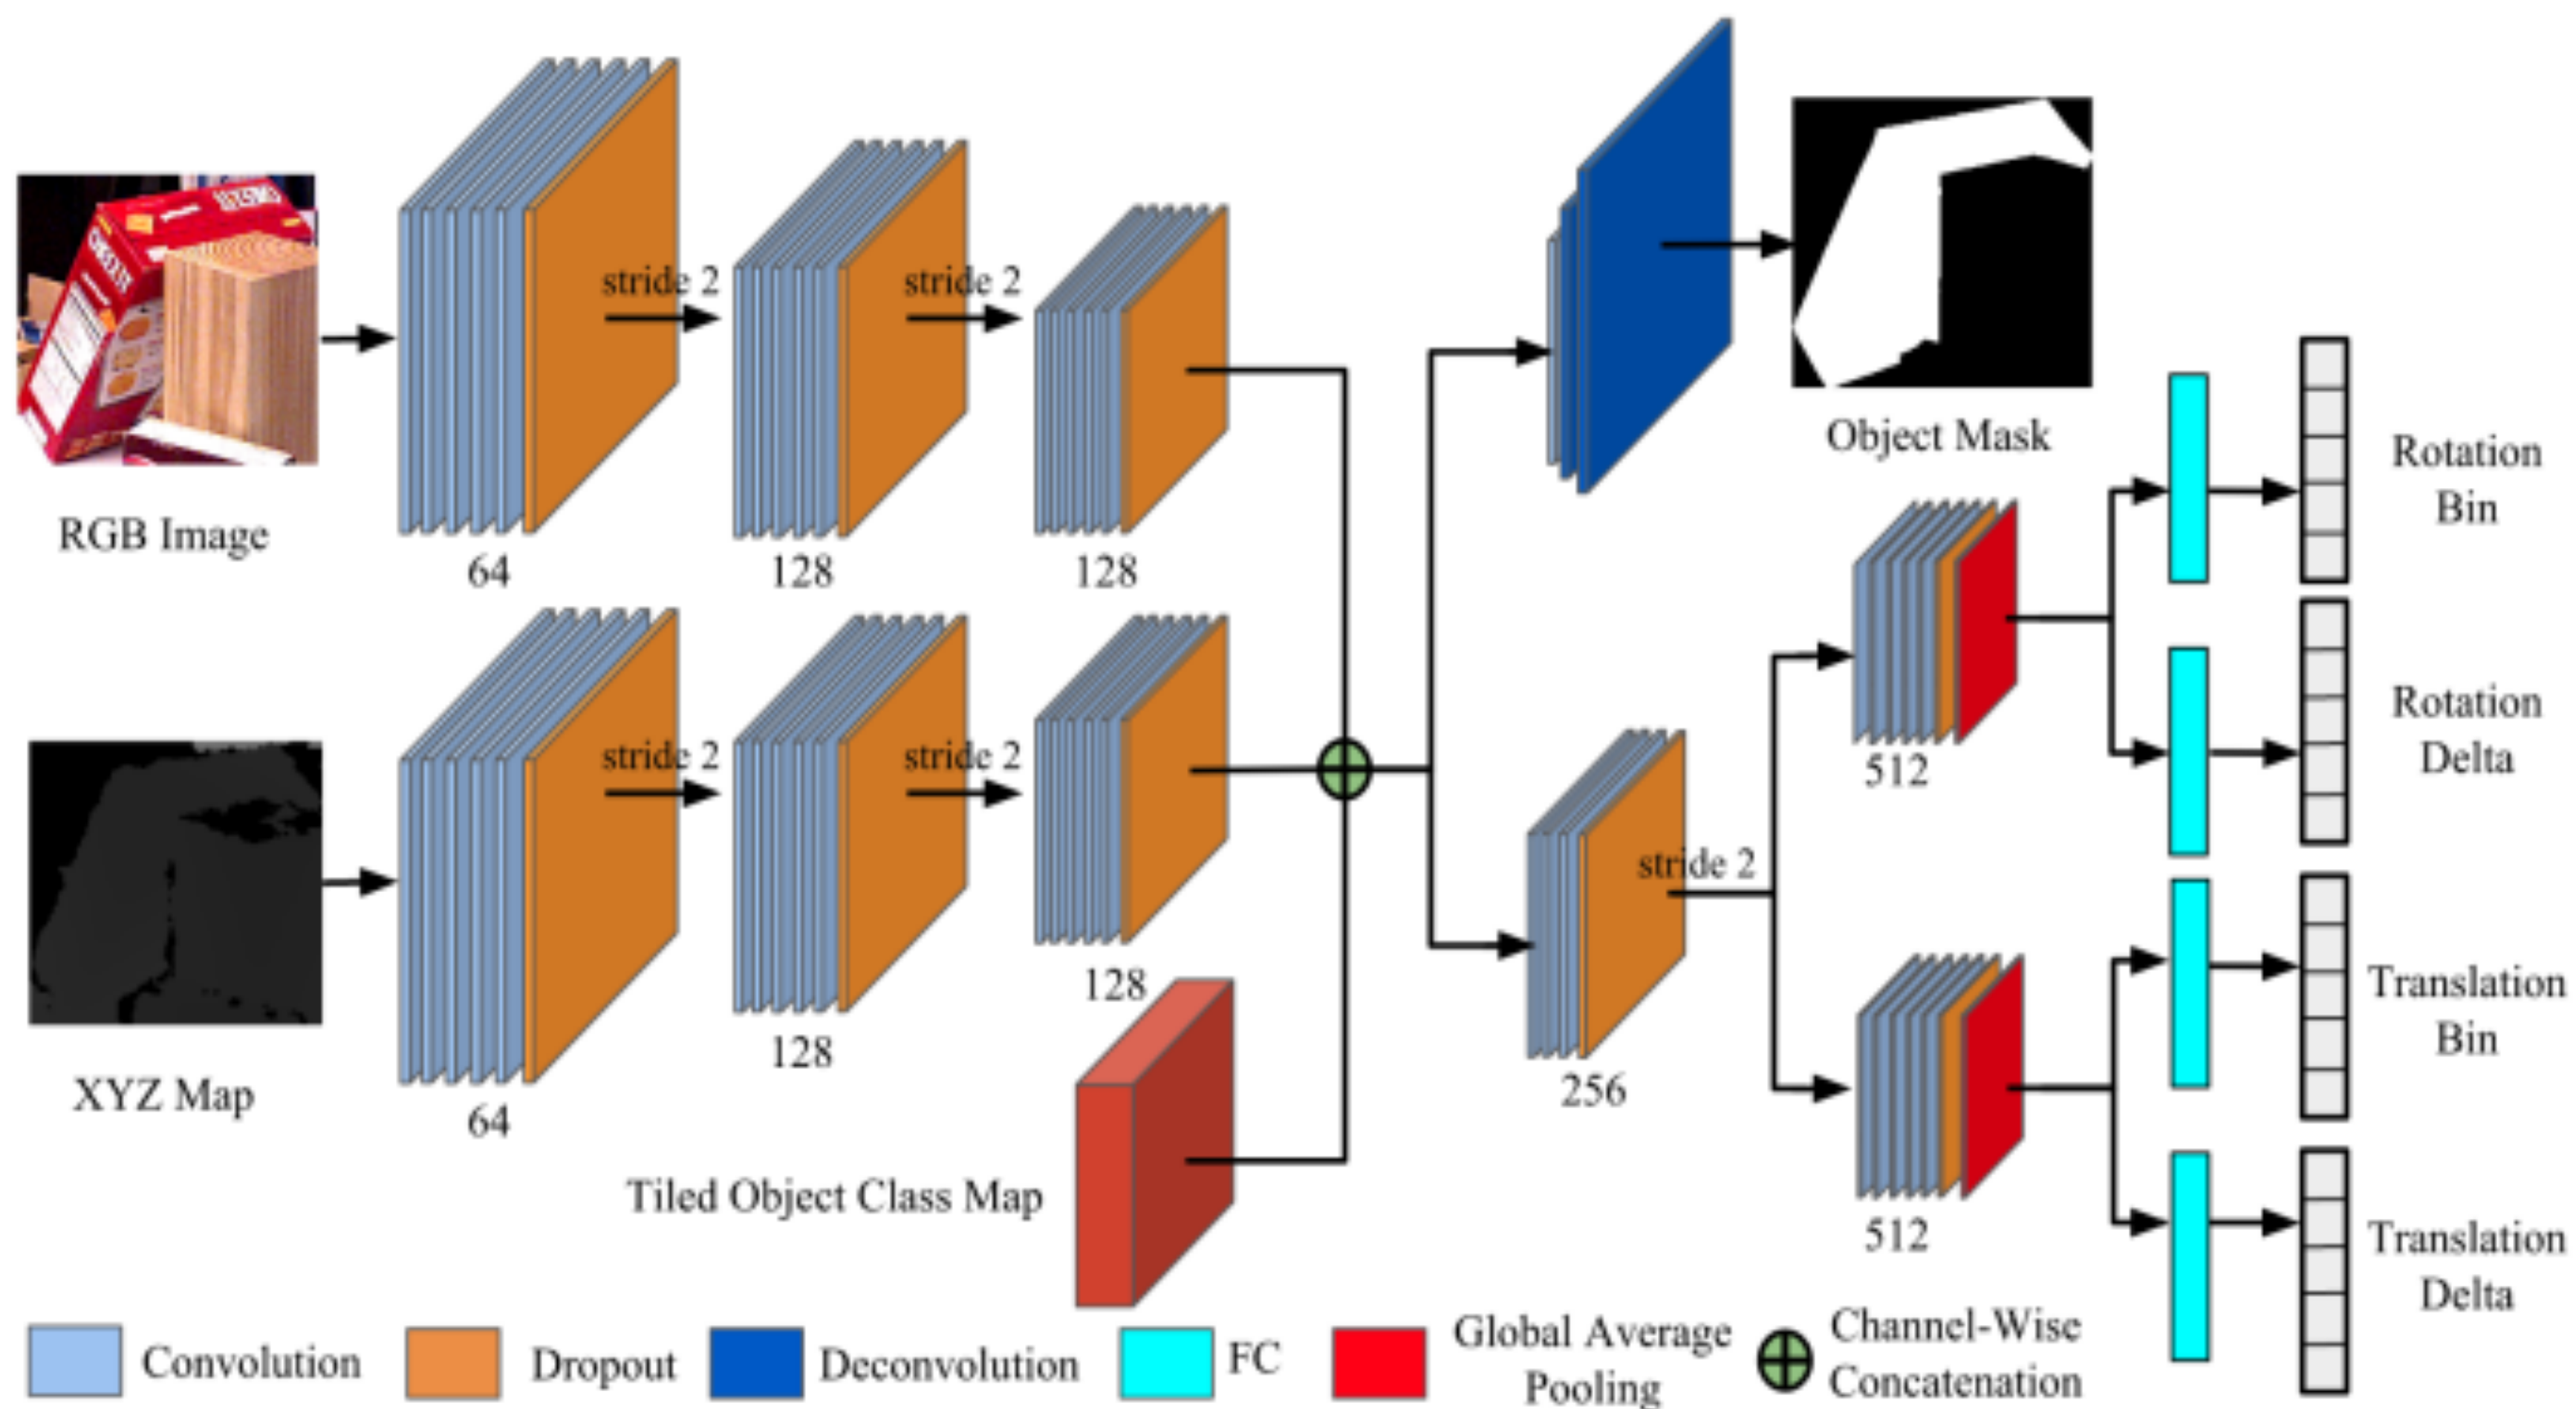 stride 2
stride 2
RGB Image
64
128
128
Object Mask
stride 2
stride 2
XYZ Map
64
128
128
Tiled Object Class Map
stride 2
256
512
512
Rotation
Bin
Rotation
Delta
Translation
Bin
Translation
Delta
Convolution
Dropout
Deconvolution
FC
Global Average
Pooling
Channel-Wise
Concatenation